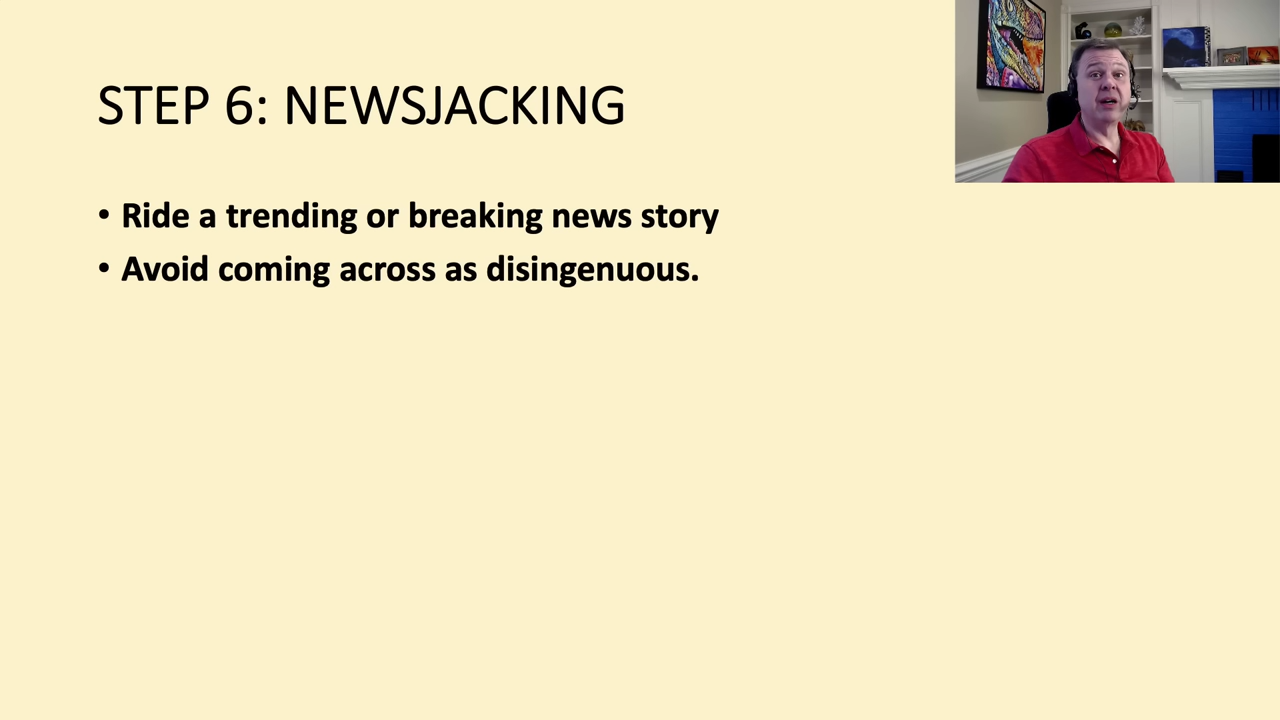 STEP 6: NEWSJACKING
• Ride a trending or breaking news story
• Avoid coming across as disingenuous.